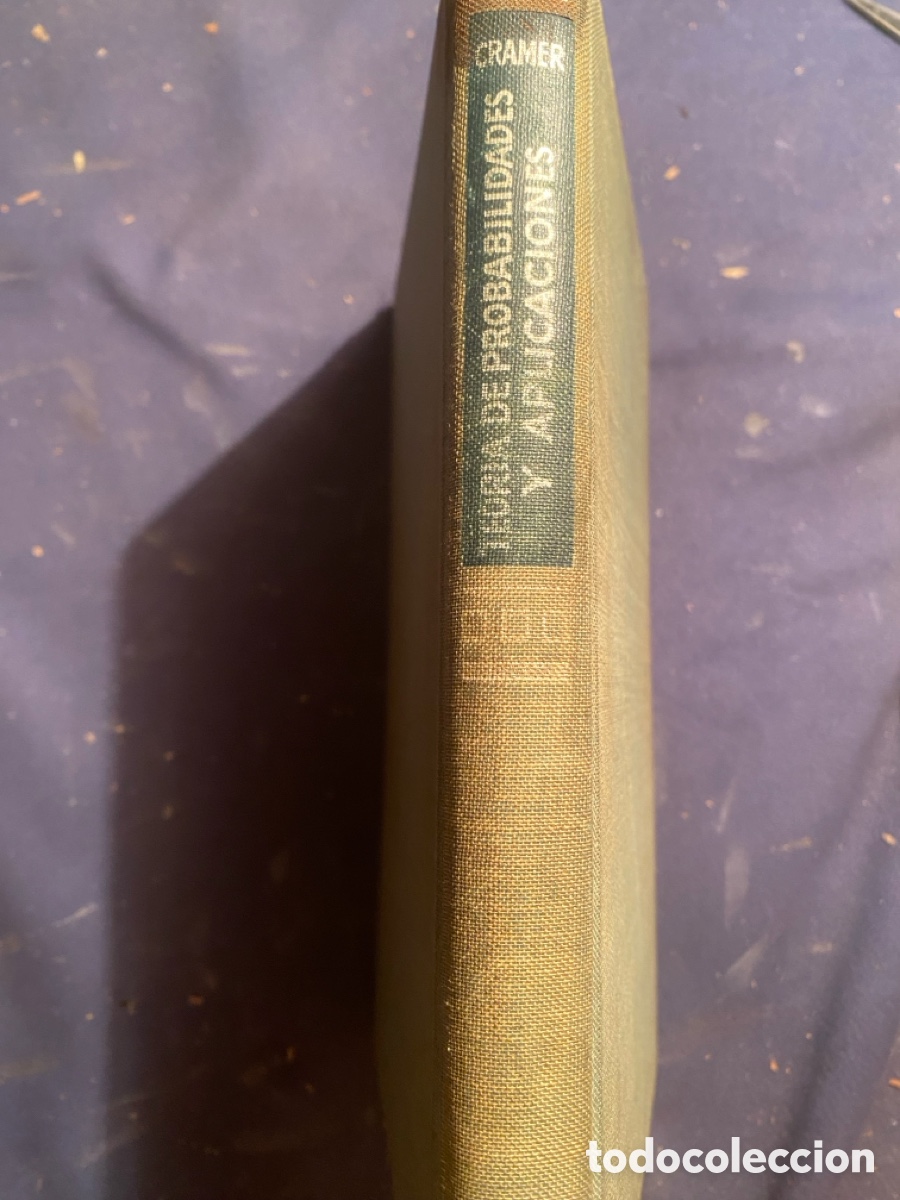 CRAMER
TEORIA DE PROBABILIDADES
Y APLICACIONES
todocoleccion